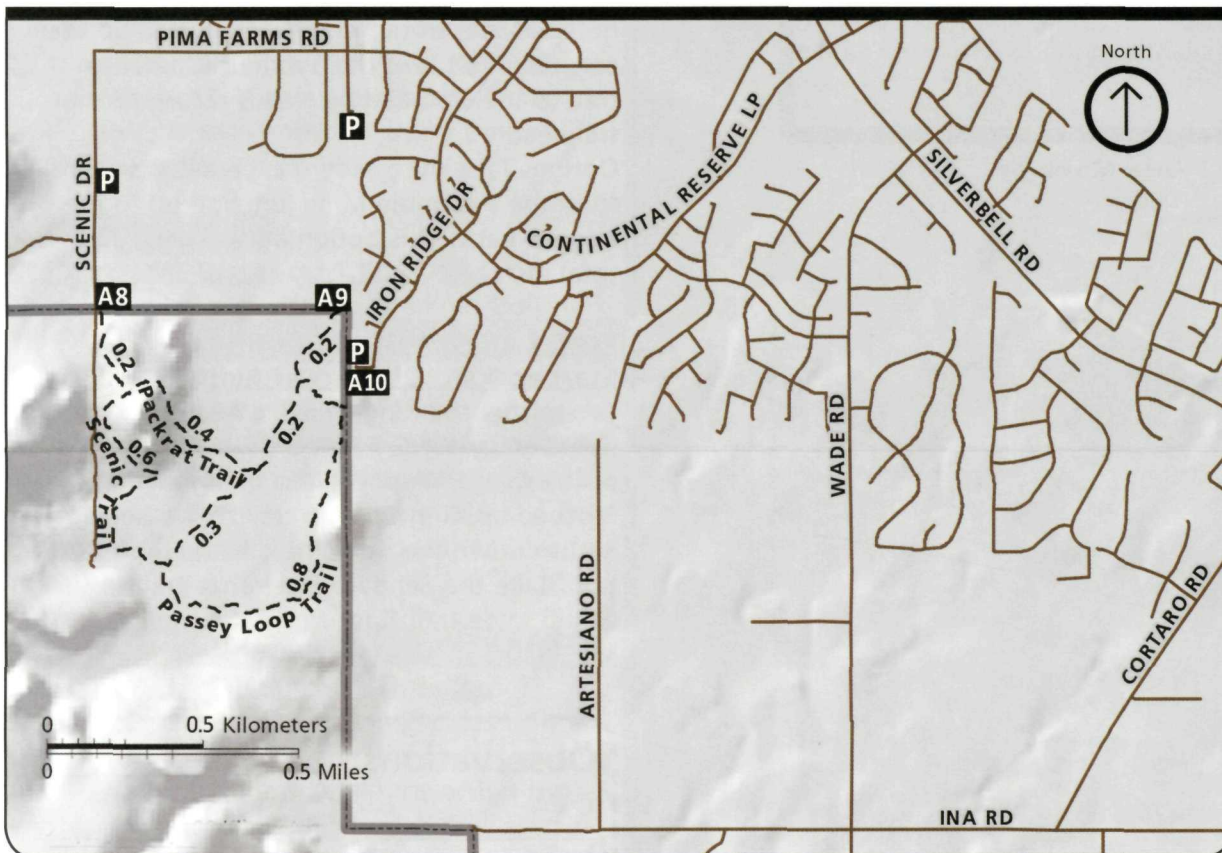 PIMA FARMS RD
North
P
P
SCENIC DR
IRON RIDGE DR
CONTINENTAL RESERVE LP
SILVERBELL RD
A8
A9
P
A10
0.2
0.2
Packrat Trail
0.4
0.2
0.6
Scenic Trail
0.3
0.8
Passey Loop Trail
WADE RD
ARTESIANO RD
CORTARO RD
0 0.5 Kilometers
0 0.5 Miles
INA RD